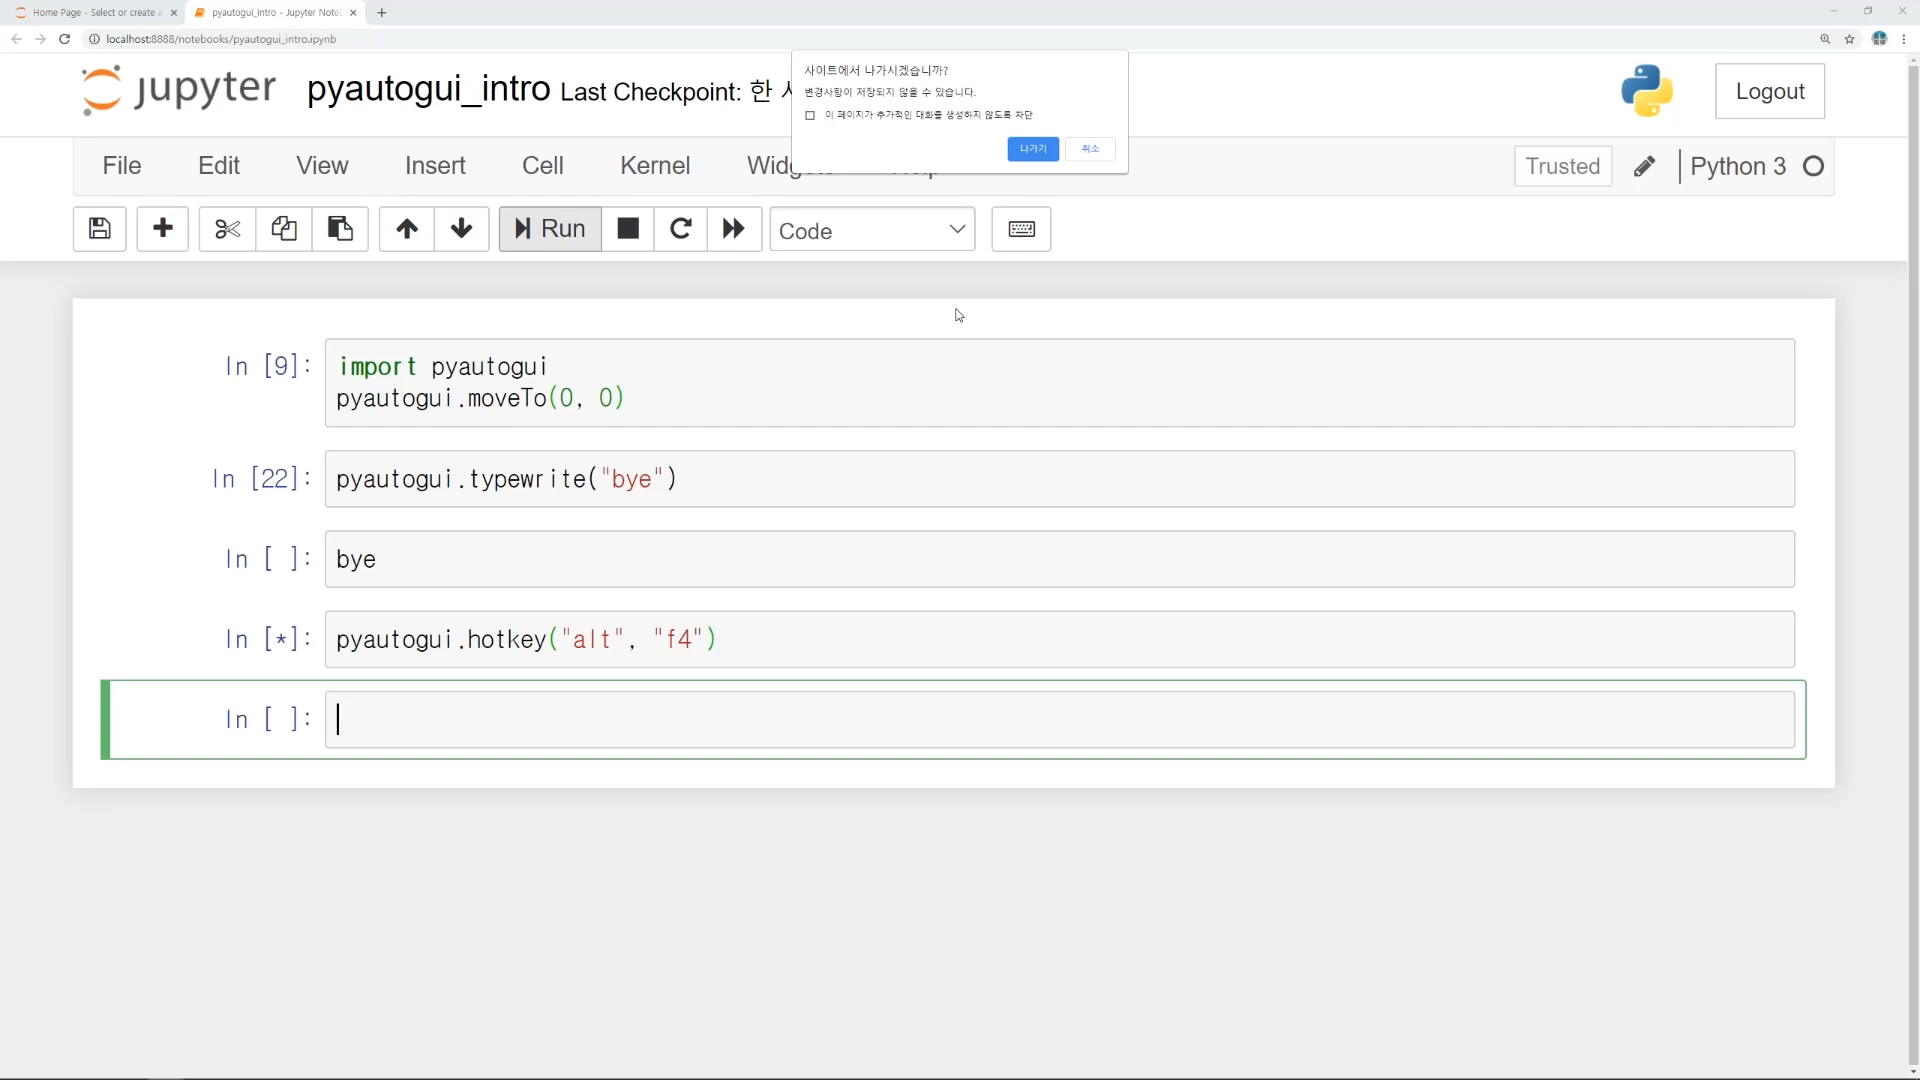 Home Page - Select or create a
pyautogui_intro - Jupyter Note
localhost:8888/notebooks/pyautogui_intro.ipynb
jupyter pyautogui_intro Last Checkpoint: 한
Logout
사이트에서 나가시겠습니까?
변경사항이 저장되지 않을 수 있습니다.
이 페이지가 추가적인 대화를 생성하지 않도록 차단
나가기 취소
File Edit View Insert Cell Kernel
Trusted Python 3
Run Code
In [9]: import pyautogui
pyautogui.moveTo(0, 0)
In [22]: pyautogui.typewrite("bye")
In [ ]: bye
In [*]: pyautogui.hotkey("alt", "f4")
In [ ]: